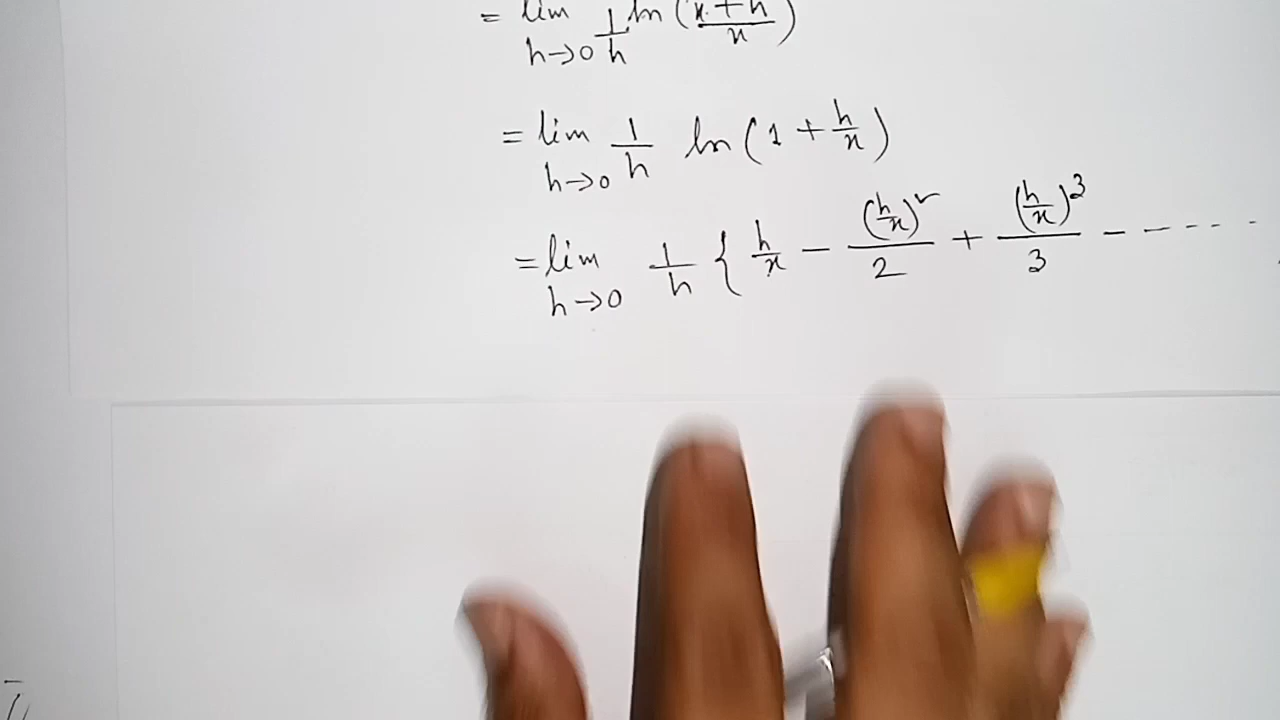 = lim h→0 1/h ln(x+h/x)
= lim h→0 1/h ln(1 + h/x)
= lim h→0 1/h { h/x - (h/x)²/2 + (h/x)³/3 - - - - - -